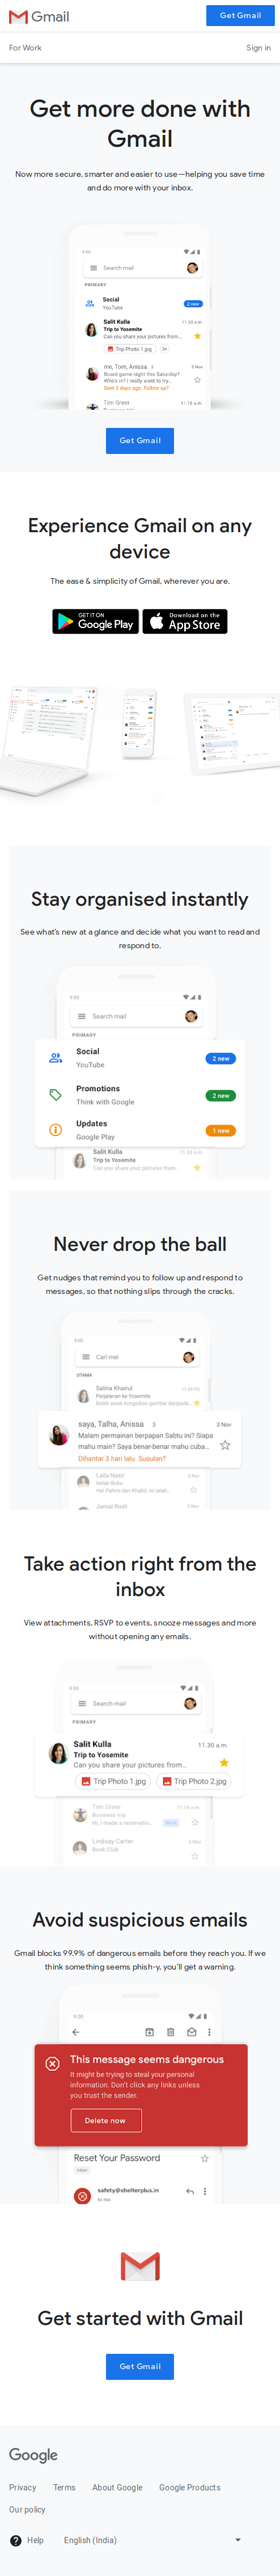 Gmail
Get Gmail
For Work
Sign in
Get more done with
Gmail
Now more secure, smarter and easier to use—helping you save time
and do more with your inbox.
9:00
Search mail
PRIMARY
Social
2 new
YouTube
Salit Kulla
11.30 a.m.
Trip to Yosemite
Can you share your pictures from...
Trip Photo 1.jpg
2+
me, Tom, Anissa 3
3 Nov
Board game night this Saturday?
Who's in? I really want to try...
Sent 3 days ago. Follow up?
Tim Greer
11.18 a.m.
Get Gmail
Experience Gmail on any
device
The ease & simplicity of Gmail, wherever you are.
GET IT ON
Google Play
Download on the
App Store
Stay organised instantly
See what's new at a glance and decide what you want to read and
respond to.
9:00
Search mail
PRIMARY
Social
2 new
YouTube
Promotions
2 new
Think with Google
Updates
1 new
Google Play
Salit Kulla
11.30 a.m.
Trip to Yosemite
Can you share your pictures from...
Never drop the ball
Get nudges that remind you to follow up and respond to
messages, so that nothing slips through the cracks.
9:00
Cari mel
UTAMA
Salina Khairul
Perjalanan ke Yosemite
Boleh awak kongsikan gambar daripada...
saya, Talha, Anissa 3
3 Nov
Malam permainan berpapan Sabtu ini? Siapa
mahu main? Saya benar-benar mahu cuba...
Dihantar 3 hari lalu. Susulan?
Laila Nasir
Kelab Buku
Hei Pahmi dan Khalid, ini ialah...
Jamal Rosli
Take action right from the
inbox
View attachments, RSVP to events, snooze messages and more
without opening any emails.
9:00
Search mail
PRIMARY
Salit Kulla
11.30 a.m.
Trip to Yosemite
Can you share your pictures from...
Trip Photo 1.jpg
Trip Photo 2.jpg
Tim Greer
11.18 a.m.
Business trip
Hi, I made a reservatio...
Lindsay Carter
Book Club
Avoid suspicious emails
Gmail blocks 99.9% of dangerous emails before they reach you. If we
think something seems phish-y, you'll get a warning.
9:00
This message seems dangerous
It might be trying to steal your personal
information. Don't click any links unless
you trust the sender.
Delete now
Reset Your Password
Inbox
safety@shelterplus.in
to me
Get started with Gmail
Get Gmail
Google
Privacy
Terms
About Google
Google Products
Our policy
Help
English (India)